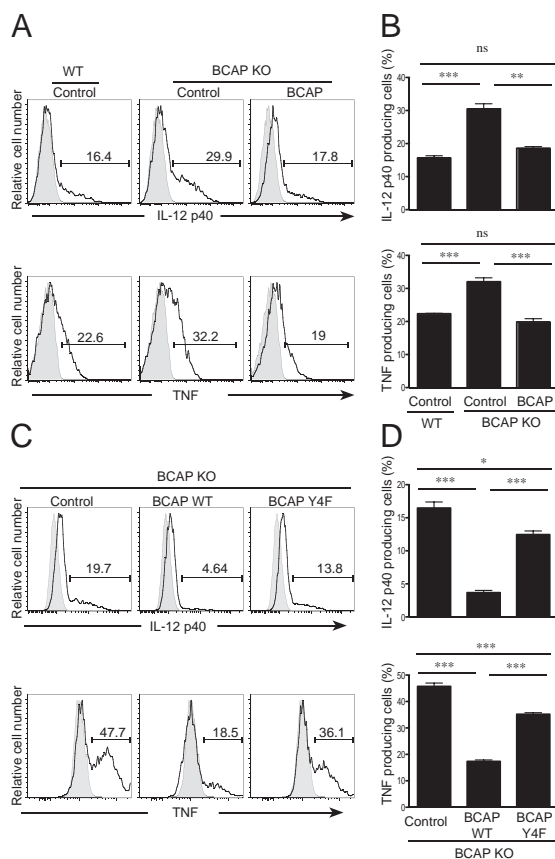 A
WT
BCAP KO
Control
Control
BCAP
Relative cell number
16.4
29.9
17.8
IL-12 p40
Relative cell number
22.6
32.2
19
TNF
B
ns
*** **
IL-12 p40 producing cells (%)
40
30
20
10
0
ns
*** ***
TNF producing cells (%)
40
30
20
10
0
Control Control BCAP
WT BCAP KO
C
BCAP KO
Control BCAP WT BCAP Y4F
Relative cell number
19.7
4.64
13.8
IL-12 p40
Relative cell number
47.7
18.5
36.1
TNF
D
*
*** ***
IL-12 p40 producing cells (%)
20
15
10
5
0
***
*** ***
TNF producing cells (%)
50
40
30
20
10
0
Control BCAP WT BCAP Y4F
BCAP KO